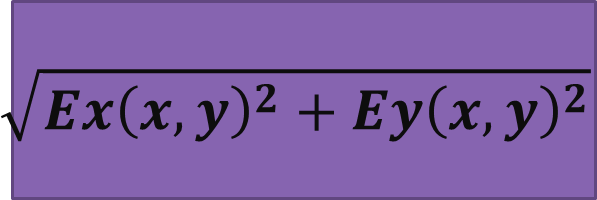 √Ex(x, y)² + Ey(x, y)²